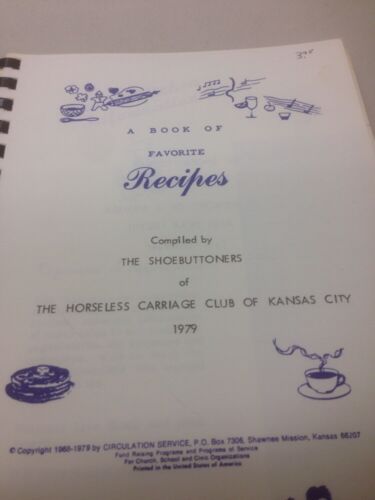 3.95
A BOOK OF
FAVORITE
Recipes
Compiled by
THE SHOEBUTTONERS
of
THE HORSELESS CARRIAGE CLUB OF KANSAS CITY
1979
© Copyright 1968-1979 by CIRCULATION SERVICE, P.O. Box 7306, Shawnee Mission, Kansas 66207
Fund Raising Programs and Programs of Service
For Church, School and Civic Organizations
Printed in the United States of America